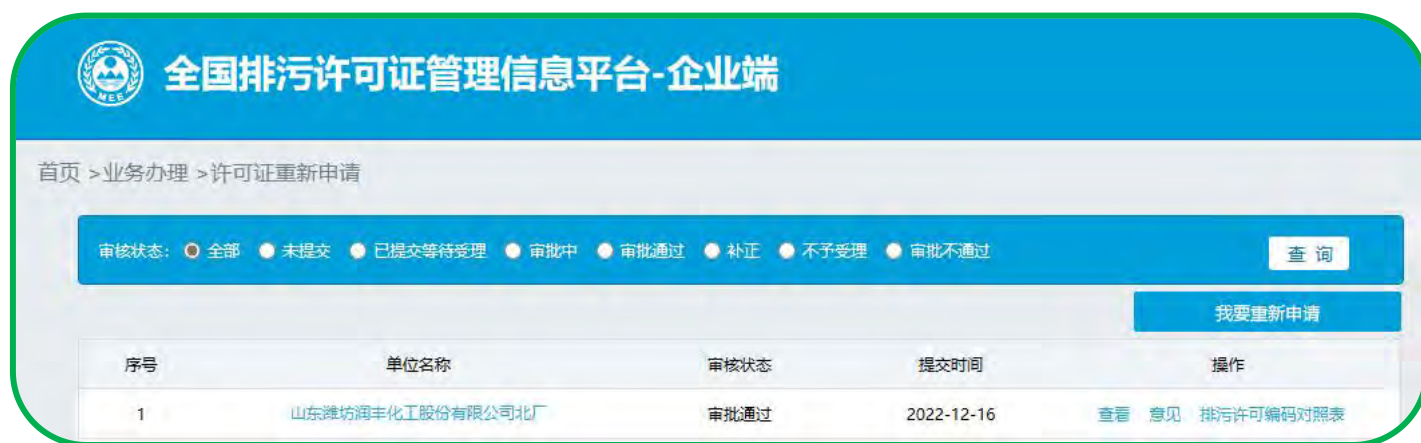 MEE
全国排污许可证管理信息平台-企业端
首页 >业务办理 >许可证重新申请
审核状态： 全部 未提交 已提交等待受理 审批中 审批通过 补正 不予受理 审批不通过 查 询
我要重新申请
序号 单位名称 审核状态 提交时间 操作
1 山东潍坊润丰化工股份有限公司北厂 审批通过 2022-12-16 查看 意见 排污许可编码对照表